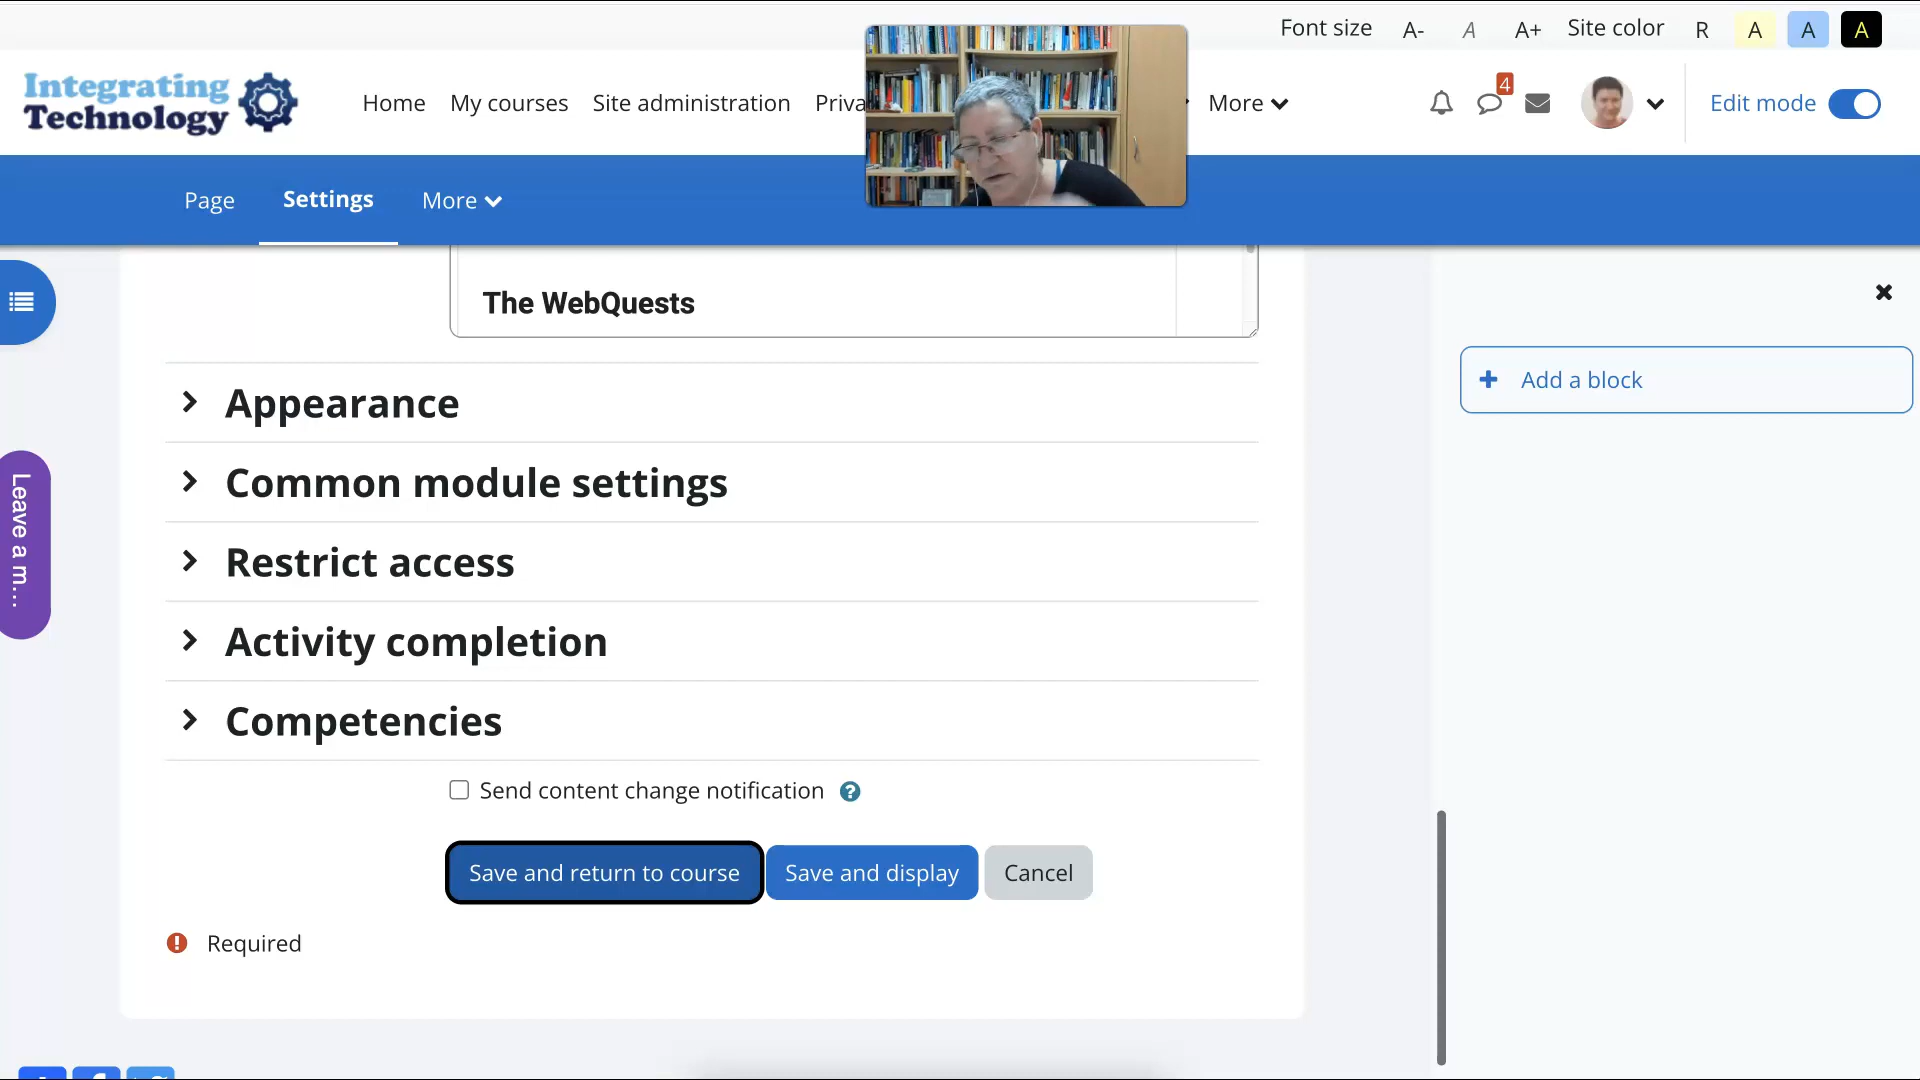 Font size A- A A+ Site color R A A A
Integrating
Technology
Home My courses Site administration Priva More
4
Edit mode
Page Settings More
The WebQuests
Add a block
Appearance
Common module settings
Leave a m...
Restrict access
Activity completion
Competencies
Send content change notification ?
Save and return to course Save and display Cancel
! Required